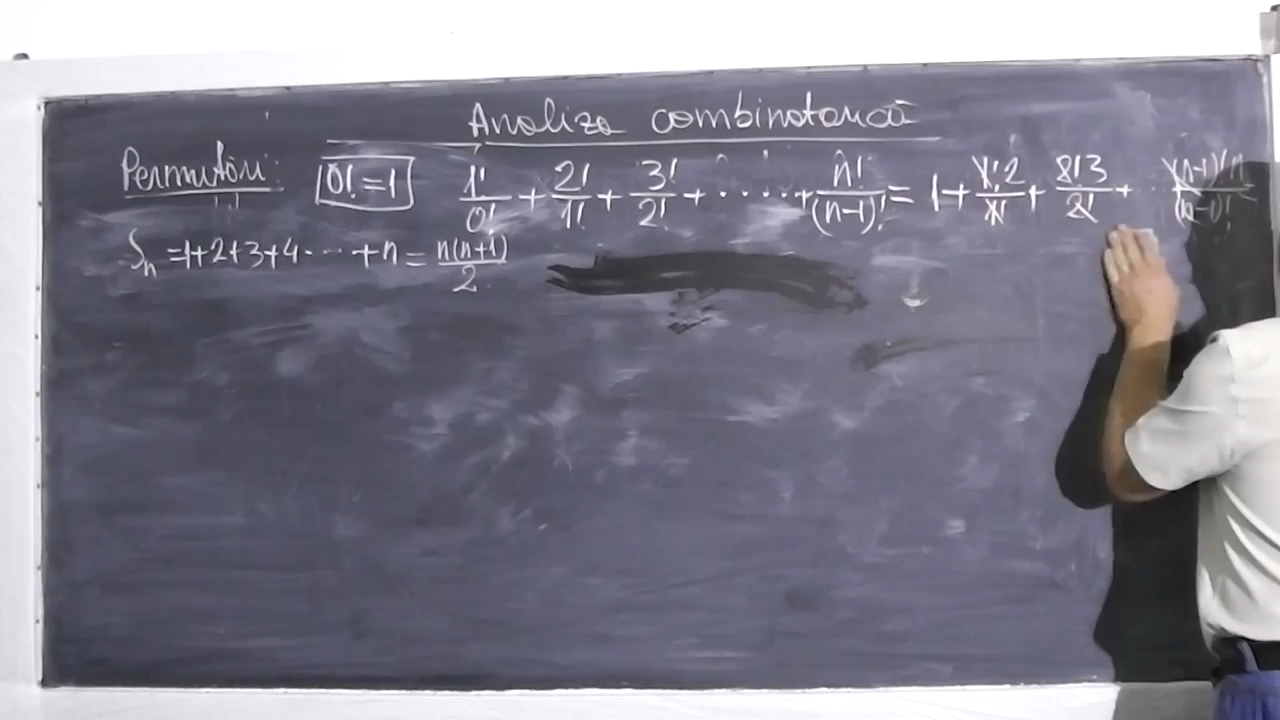 Analiza combinatorică
Permutări: 0! = 1 1!/0! + 2!/1! + 3!/2! + ····· + n!/(n-1)! = 1 + 1!·2/1! + 2!·3/2! + ·· (n-1)!·n/(n-1)!
Sn = 1+2+3+4 ···· + n = n(n+1)/2